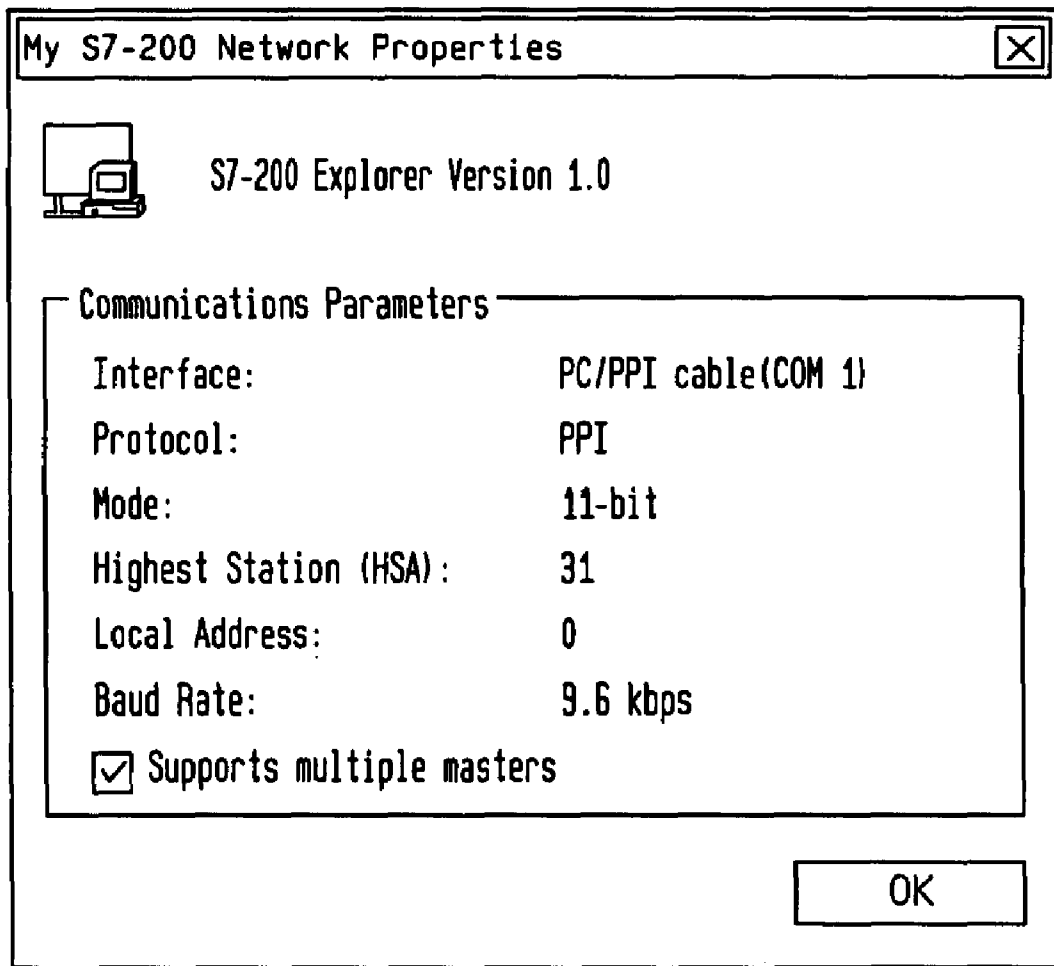 My S7-200 Network Properties
S7-200 Explorer Version 1.0
Communications Parameters
Interface: PC/PPI cable(COM 1)
Protocol: PPI
Mode: 11-bit
Highest Station (HSA): 31
Local Address: 0
Baud Rate: 9.6 kbps
Supports multiple masters
OK